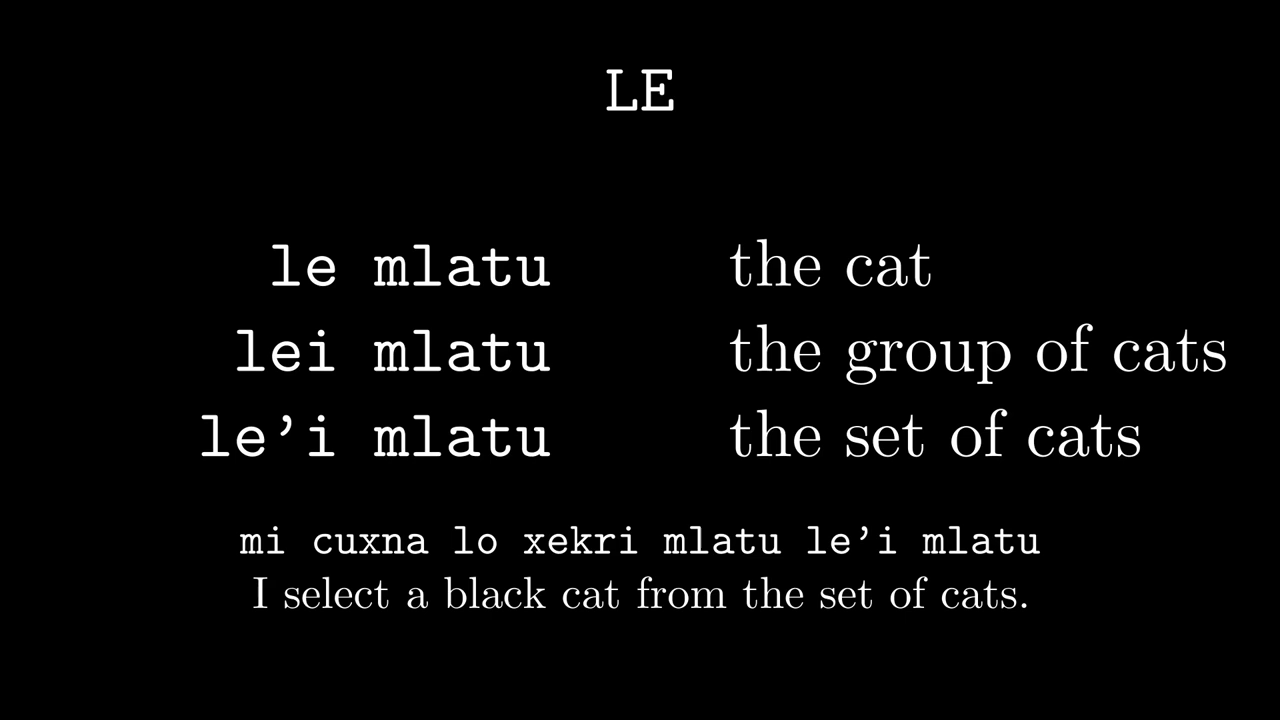 LE
le mlatu the cat
lei mlatu the group of cats
le’i mlatu the set of cats
mi cuxna lo xekri mlatu le’i mlatu
I select a black cat from the set of cats.